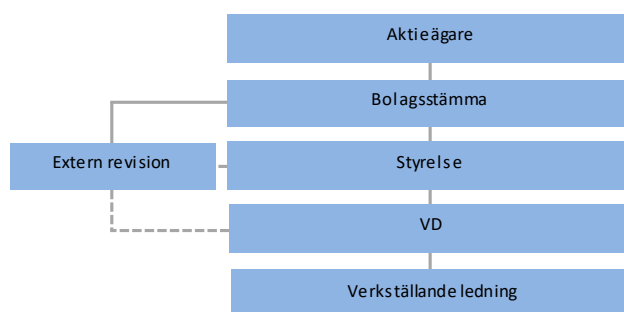 Aktieägare
Bolagsstämma
Extern revision
Styrelse
VD
Verkställande ledning